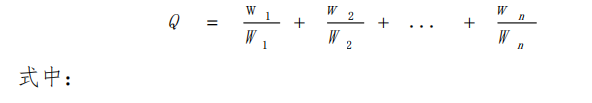 Q = w₁/W₁ + w₂/W₂ + ... + wₙ/Wₙ
式中：